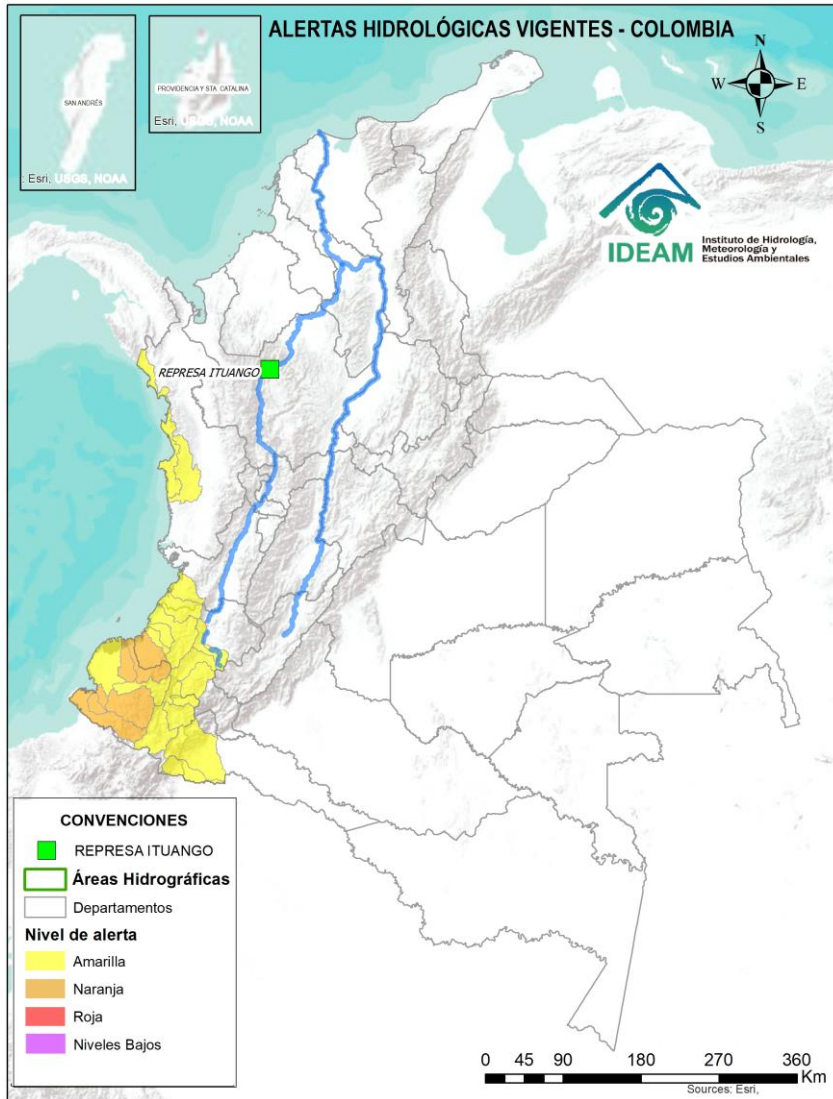 ALERTAS HIDROLÓGICAS VIGENTES - COLOMBIA
SAN ANDRÉS
Esri, USGS, NOAA
PROVIDENCIA Y STA. CATALINA
Esri, USGS, NOAA
N
W E
S
IDEAM
Instituto de Hidrología,
Meteorología y
Estudios Ambientales
REPRESA ITUANGO
CONVENCIONES
REPRESA ITUANGO
Áreas Hidrográficas
Departamentos
Nivel de alerta
Amarilla
Naranja
Roja
Niveles Bajos
0 45 90 180 270 360
Km
Sources: Esri,